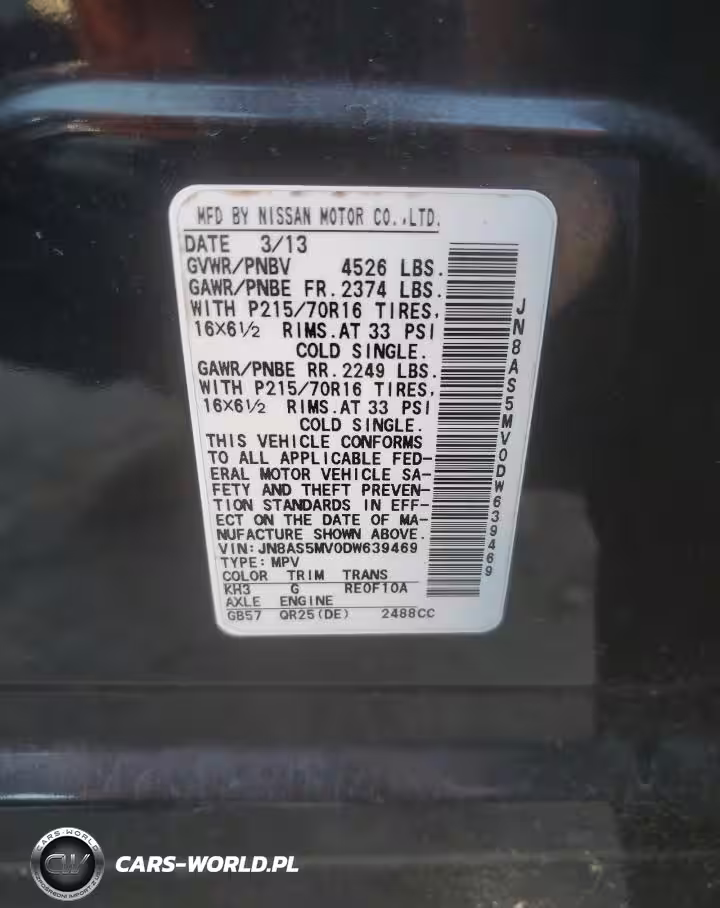 MFD BY NISSAN MOTOR CO.,LTD.
DATE 3/13
GVWR/PNBV 4526 LBS.
GAWR/PNBE FR. 2374 LBS.
WITH P215/70R16 TIRES,
16X6½ RIMS.AT 33 PSI
COLD SINGLE.
GAWR/PNBE RR. 2249 LBS.
WITH P215/70R16 TIRES,
16X6½ RIMS.AT 33 PSI
COLD SINGLE.
THIS VEHICLE CONFORMS
TO ALL APPLICABLE FED-
ERAL MOTOR VEHICLE SA-
FETY AND THEFT PREVEN-
TION STANDARDS IN EFF-
ECT ON THE DATE OF MA-
NUFACTURE SHOWN ABOVE.
VIN: JN8AS5MV0DW639469
TYPE: MPV
COLOR TRIM TRANS
KH3 G RE0F10A
AXLE ENGINE
GB57 QR25(DE) 2488CC
JN8AS5MV0DW639469
CARS-WORLD
CW
CARS-WORLD.PL